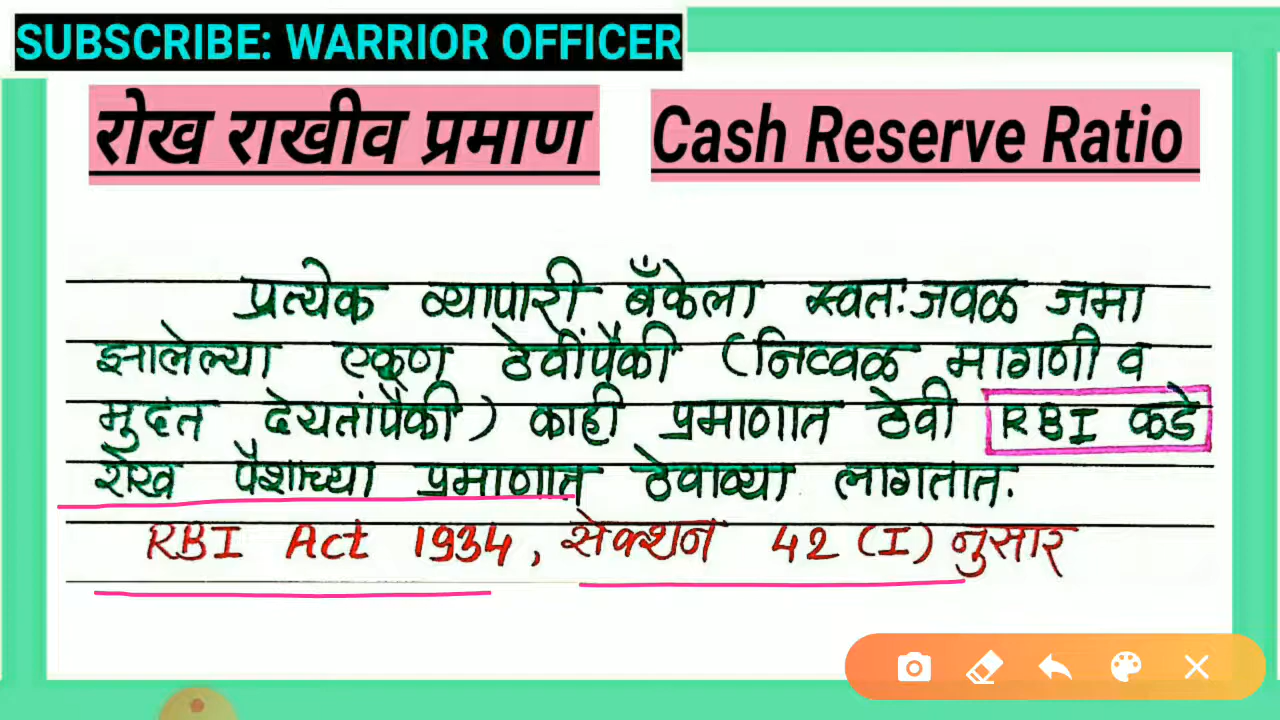 SUBSCRIBE: WARRIOR OFFICER
रोख राखीव प्रमाण Cash Reserve Ratio
प्रत्येक व्यापारी बँकेला स्वतःजवळ जमा
झालेल्या एकूण ठेवींपैकी (निव्वळ मागणी व
मुदत देयतांपैकी) काही प्रमाणात ठेवी RBI कडे
रोख पैशाच्या प्रमाणात ठेवाव्या लागतात.
RBI Act 1934, सेक्शन 42 (I) नुसार